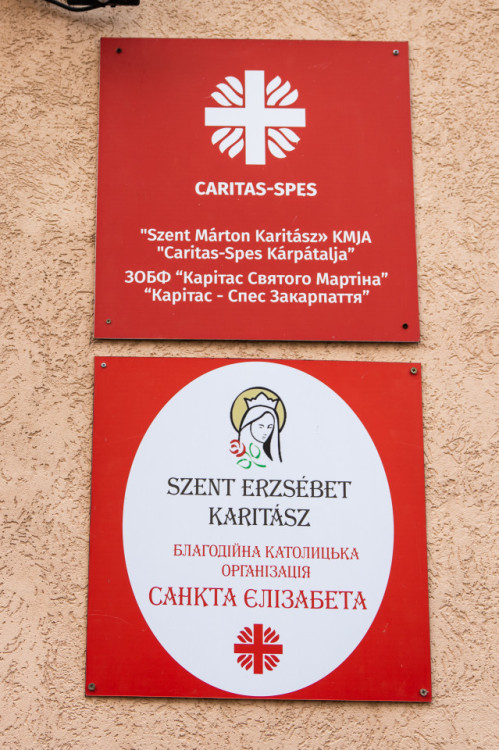 CARITAS-SPES
"Szent Márton Karitász» KMJA
"Caritas-Spes Kárpátalja”
ЗОБФ “Карітас Святого Мартіна”
“Карітас - Спес Закарпаття”
SZENT ERZSÉBET
KARITÁSZ
БЛАГОДІЙНА КАТОЛИЦЬКА
ОРГАНІЗАЦІЯ
САНКТА ЄЛІЗАБЕТА